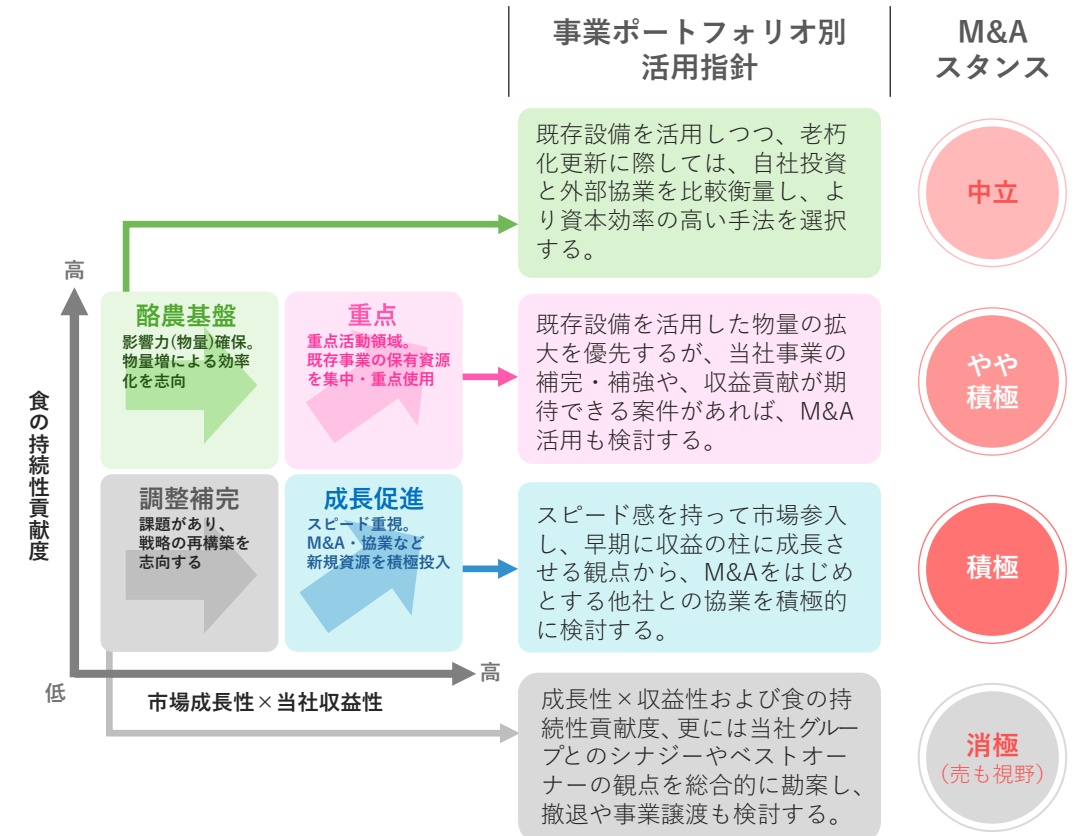 事業ポートフォリオ別
活用指針
M&A
スタンス
既存設備を活用しつつ、老朽
化更新に際しては、自社投資
と外部協業を比較衡量し、よ
り資本効率の高い手法を選択
する。
中立
高
酪農基盤
影響力(物量)確保。
物量増による効率
化を志向
重点
重点活動領域。
既存事業の保有資源
を集中・重点使用
既存設備を活用した物量の拡
大を優先するが、当社事業の
補完・補強や、収益貢献が期
待できる案件があれば、M&A
活用も検討する。
やや
積極
食の持続性貢献度
調整補完
課題があり、
戦略の再構築を
志向する
成長促進
スピード重視。
M&A・協業など
新規資源を積極投入
スピード感を持って市場参入
し、早期に収益の柱に成長さ
せる観点から、M&Aをはじめ
とする他社との協業を積極的
に検討する。
積極
低
市場成長性×当社収益性
高
成長性×収益性および食の持
続性貢献度、更には当社グルー
プとのシナジーやベストオー
ナーの観点を総合的に勘案し、
撤退や事業譲渡も検討する。
消極
（売も視野）